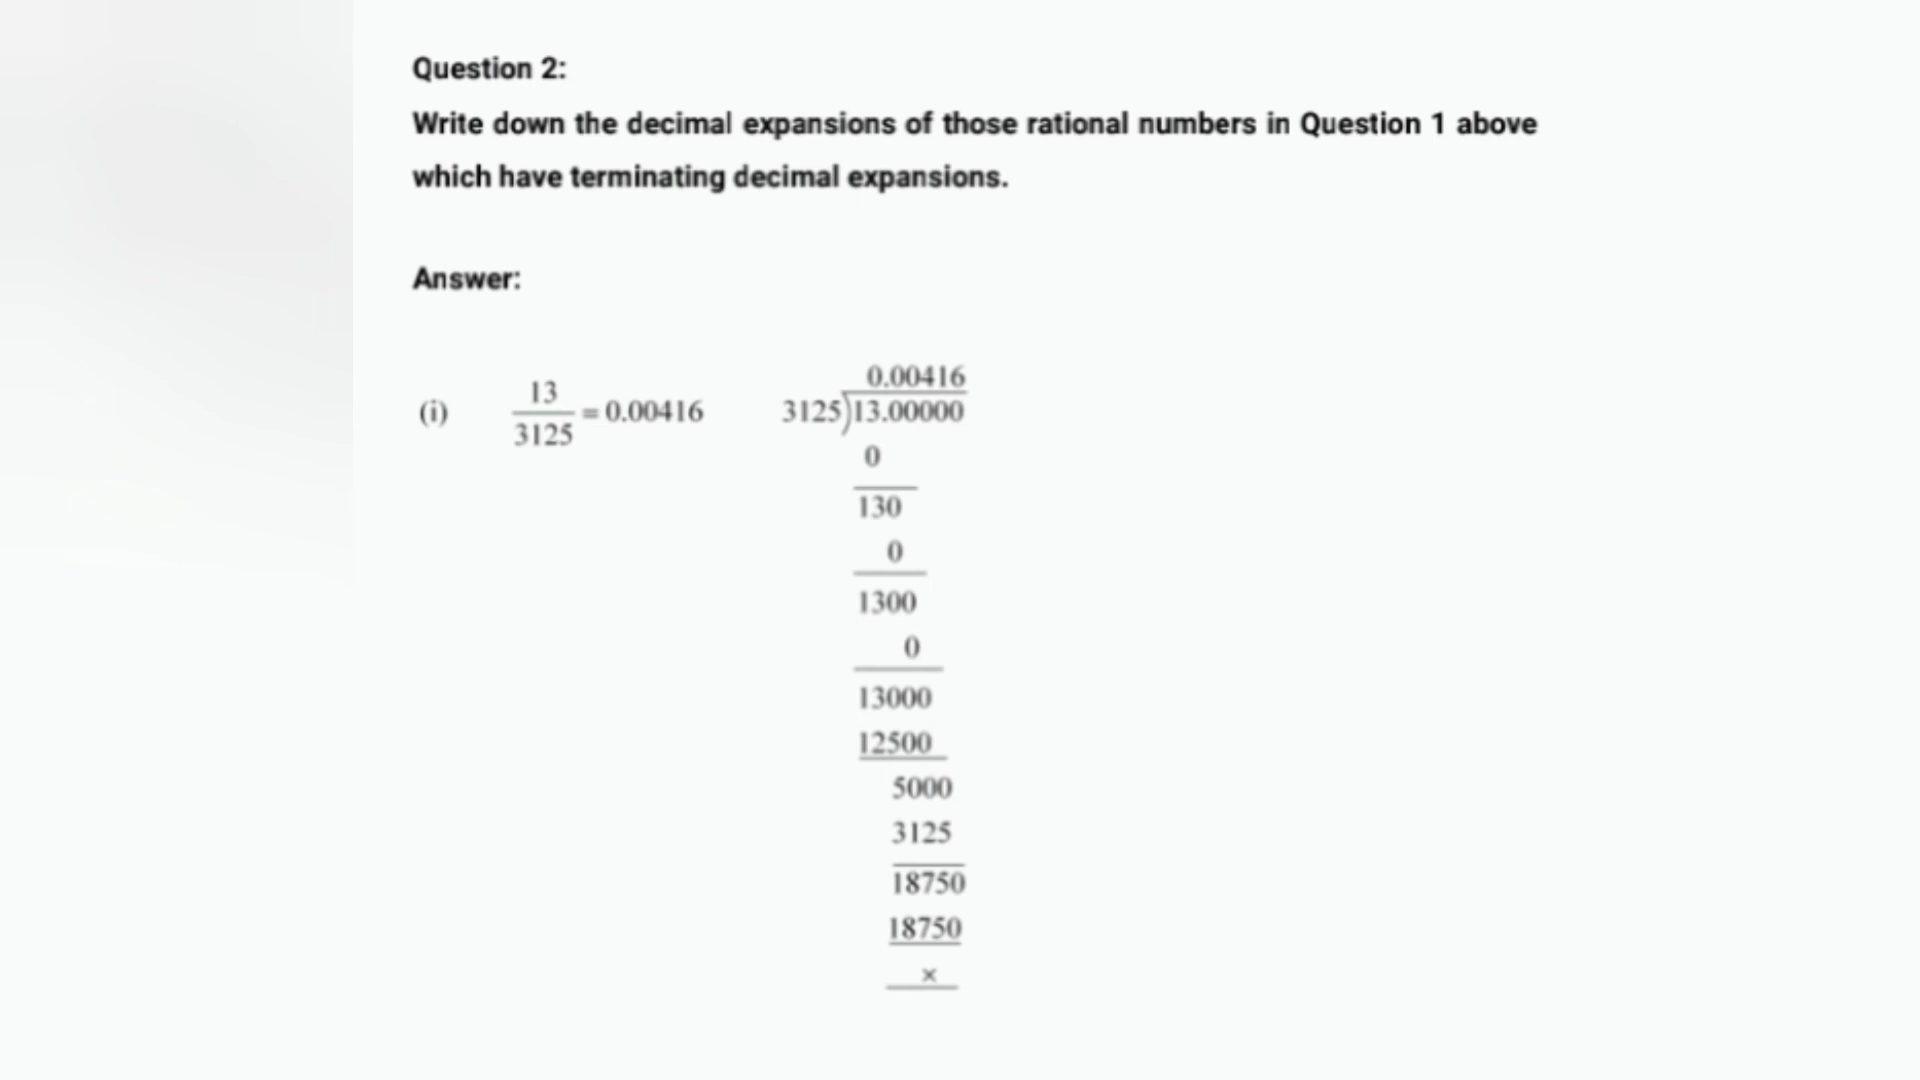 Question 2:
Write down the decimal expansions of those rational numbers in Question 1 above
which have terminating decimal expansions.
Answer:
(i) 13/3125 = 0.00416
0.00416
3125)13.00000
0
130
0
1300
0
13000
12500
5000
3125
18750
18750
×